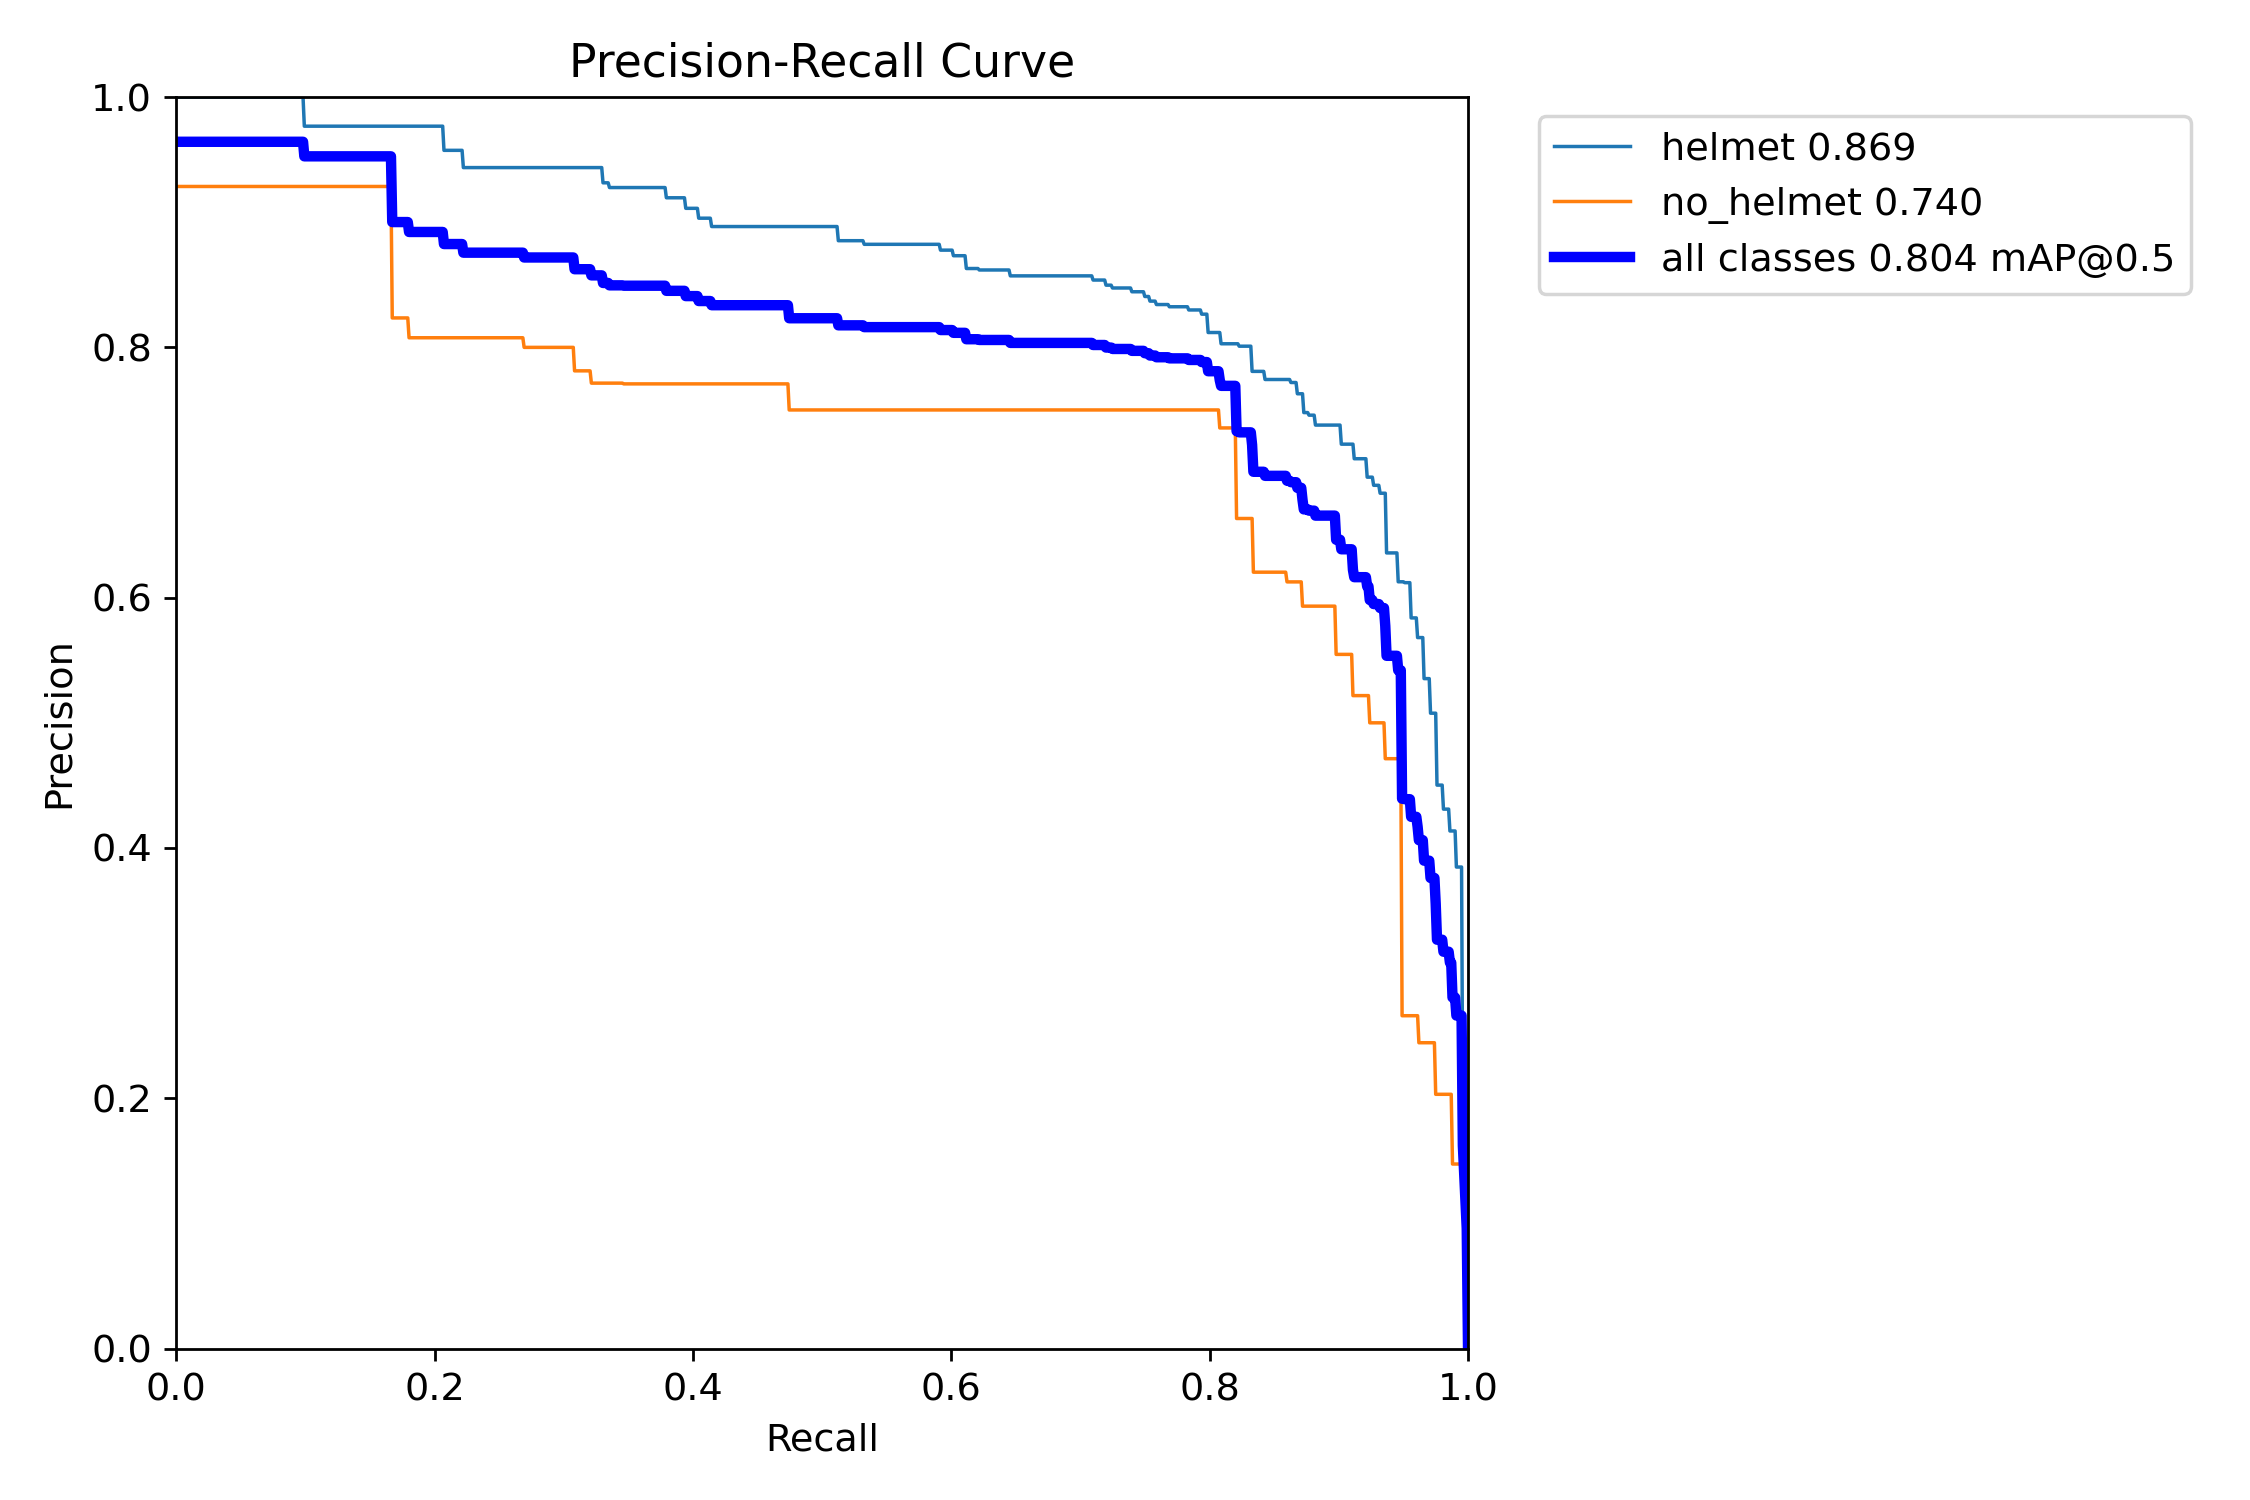 Precision-Recall Curve
helmet 0.869
no_helmet 0.740
all classes 0.804 mAP@0.5
1.0
0.8
0.6
0.4
0.2
0.0
Precision
0.0 0.2 0.4 0.6 0.8 1.0
Recall